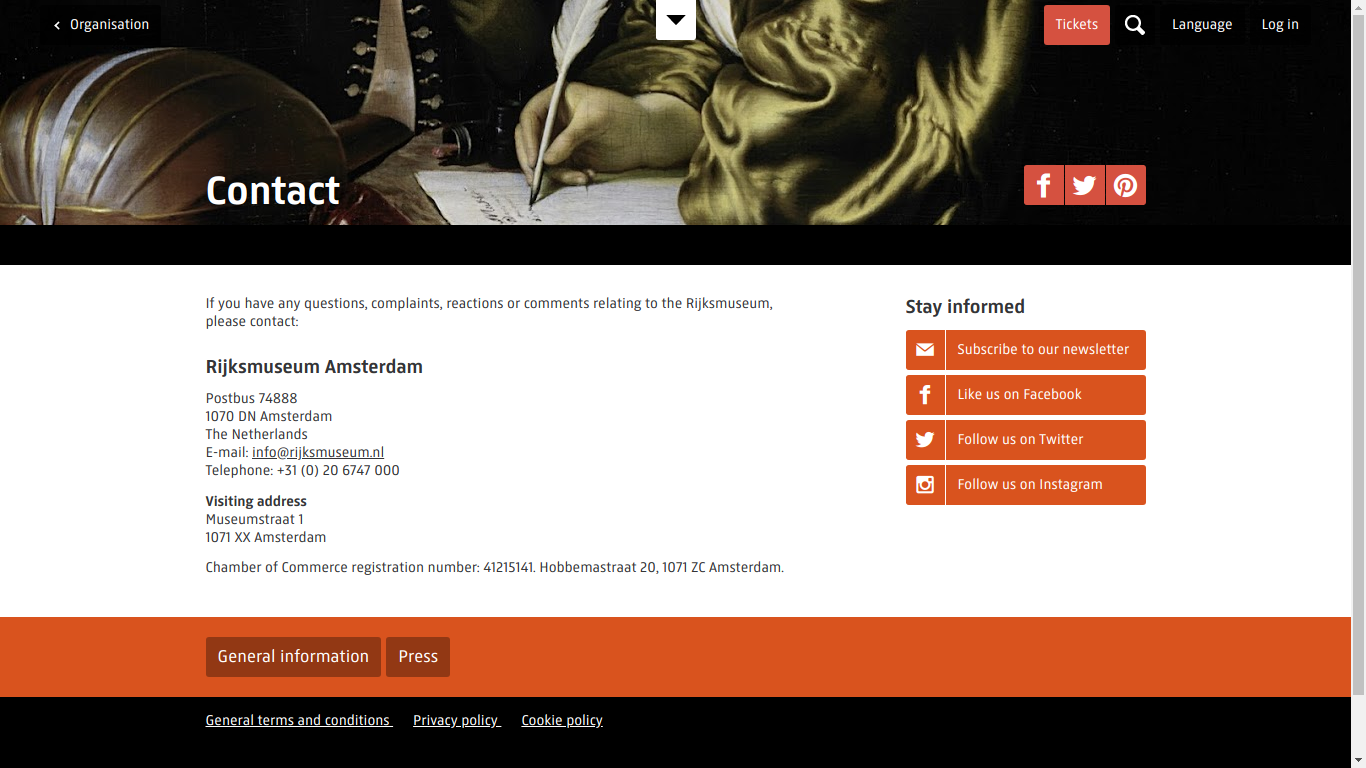 Organisation
Tickets
Language
Log in
Contact
If you have any questions, complaints, reactions or comments relating to the Rijksmuseum,
please contact:
Rijksmuseum Amsterdam
Postbus 74888
1070 DN Amsterdam
The Netherlands
E-mail: info@rijksmuseum.nl
Telephone: +31 (0) 20 6747 000
Visiting address
Museumstraat 1
1071 XX Amsterdam
Chamber of Commerce registration number: 41215141. Hobbemastraat 20, 1071 ZC Amsterdam.
Stay informed
Subscribe to our newsletter
Like us on Facebook
Follow us on Twitter
Follow us on Instagram
General information
Press
General terms and conditions
Privacy policy
Cookie policy